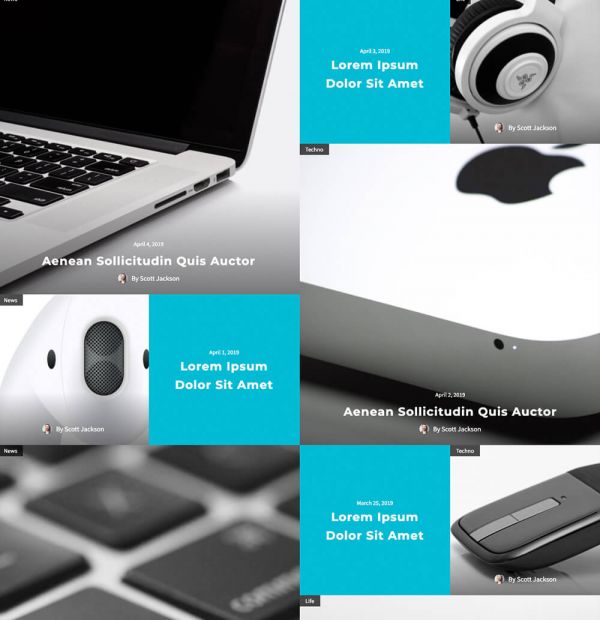 April 3, 2019
Lorem Ipsum
Dolor Sit Amet
By Scott Jackson
Techno
April 4, 2019
Aenean Sollicitudin Quis Auctor
By Scott Jackson
News
April 1, 2019
Lorem Ipsum
Dolor Sit Amet
By Scott Jackson
April 2, 2019
Aenean Sollicitudin Quis Auctor
By Scott Jackson
News
March 25, 2019
Lorem Ipsum
Dolor Sit Amet
Techno
By Scott Jackson
Life